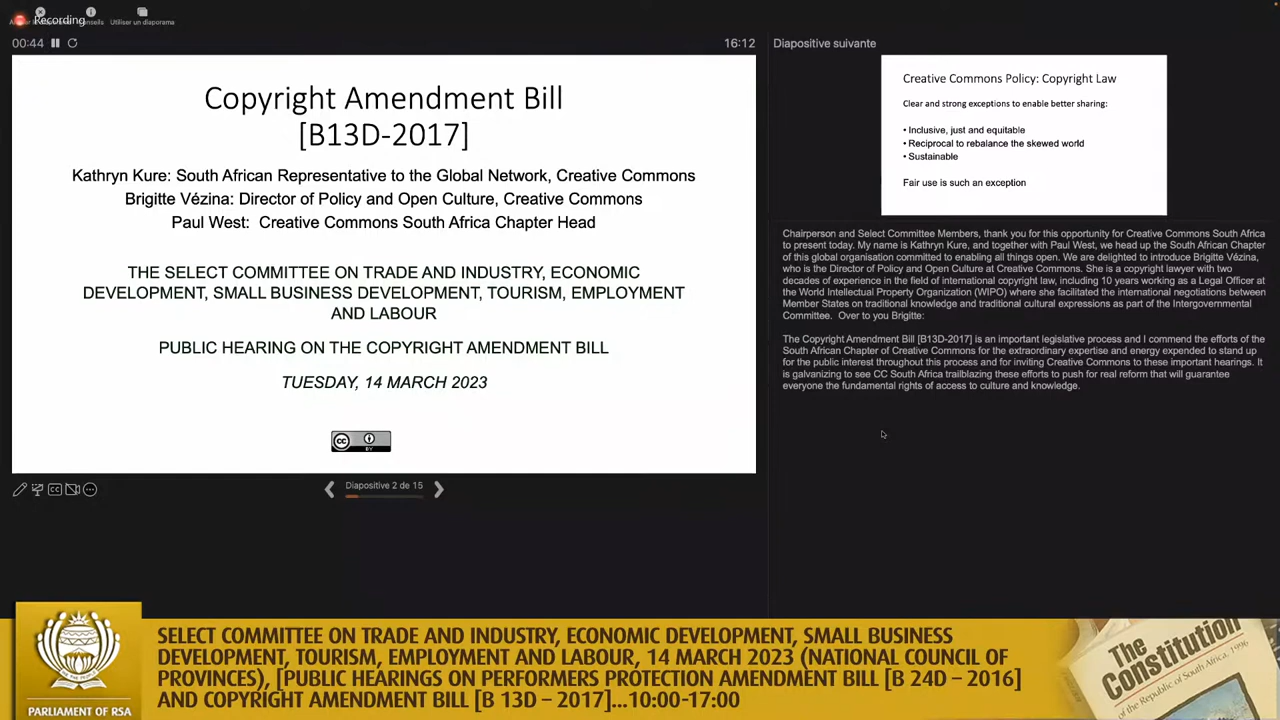 Recording
Utiliser un diaporama
00:44
16:12
Diapositive suivante
Copyright Amendment Bill
[B13D-2017]
Kathryn Kure: South African Representative to the Global Network, Creative Commons
Brigitte Vézina: Director of Policy and Open Culture, Creative Commons
Paul West: Creative Commons South Africa Chapter Head
THE SELECT COMMITTEE ON TRADE AND INDUSTRY, ECONOMIC
DEVELOPMENT, SMALL BUSINESS DEVELOPMENT, TOURISM, EMPLOYMENT
AND LABOUR
PUBLIC HEARING ON THE COPYRIGHT AMENDMENT BILL
TUESDAY, 14 MARCH 2023
cc
BY
Diapositive 2 de 15
Creative Commons Policy: Copyright Law
Clear and strong exceptions to enable better sharing:
• Inclusive, just and equitable
• Reciprocal to rebalance the skewed world
• Sustainable
Fair use is such an exception
Chairperson and Select Committee Members, thank you for this opportunity for Creative Commons South Africa
to present today. My name is Kathryn Kure, and together with Paul West, we head up the South African Chapter
of this global organisation committed to enabling all things open. We are delighted to introduce Brigitte Vézina,
who is the Director of Policy and Open Culture at Creative Commons. She is a copyright lawyer with two
decades of experience in the field of international copyright law, including 10 years working as a Legal Officer at
the World Intellectual Property Organization (WIPO) where she facilitated the international negotiations between
Member States on traditional knowledge and traditional cultural expressions as part of the Intergovernmental
Committee. Over to you Brigitte:
The Copyright Amendment Bill [B13D-2017] is an important legislative process and I commend the efforts of the
South African Chapter of Creative Commons for the extraordinary expertise and energy expended to stand up
for the public interest throughout this process and for inviting Creative Commons to these important hearings. It
is galvanizing to see CC South Africa trailblazing these efforts to push for real reform that will guarantee
everyone the fundamental rights of access to culture and knowledge.
PARLIAMENT OF RSA
SELECT COMMITTEE ON TRADE AND INDUSTRY, ECONOMIC DEVELOPMENT, SMALL BUSINESS
DEVELOPMENT, TOURISM, EMPLOYMENT AND LABOUR, 14 MARCH 2023 (NATIONAL COUNCIL OF
PROVINCES), [PUBLIC HEARINGS ON PERFORMERS PROTECTION AMENDMENT BILL [B 24D – 2016]
AND COPYRIGHT AMENDMENT BILL [B 13D – 2017]...10:00-17:00
The
Constitution
of the Republic of South Africa, 1996